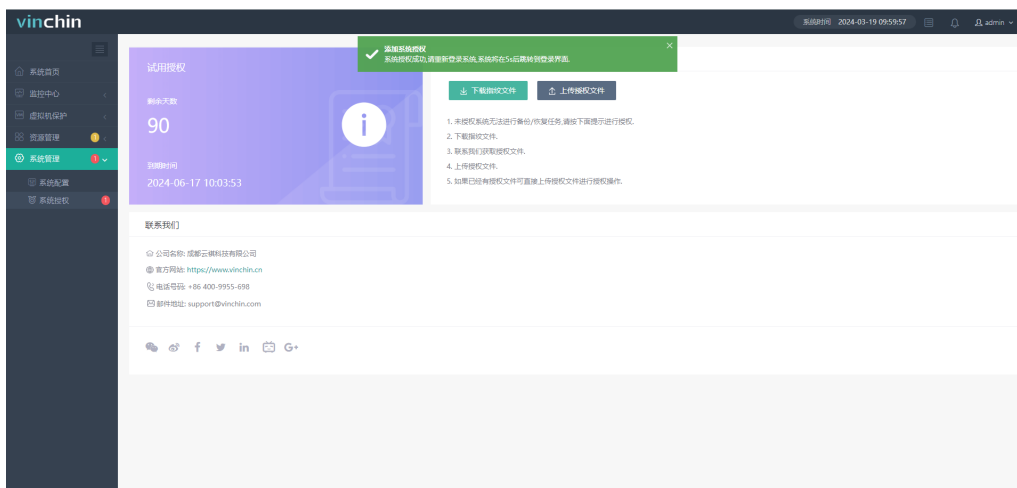 vinchin
系统时间 2024-03-19 09:59:57
admin
系统首页
监控中心
虚拟机保护
资源管理 1
系统管理 1
系统配置
系统授权 1
添加系统授权
系统授权成功,请重新登录系统,系统将在5s后跳转到登录界面.
试用授权
剩余天数
90
到期时间
2024-06-17 10:03:53
下载指纹文件
上传授权文件
1. 未授权系统无法进行备份/恢复任务,请按下面提示进行授权.
2. 下载指纹文件.
3. 联系我们获取授权文件.
4. 上传授权文件.
5. 如果已经有授权文件可直接上传授权文件进行授权操作.
联系我们
公司名称: 成都云祺科技有限公司
官方网站: https://www.vinchin.cn
电话号码: +86 400-9955-698
邮件地址: support@vinchin.com